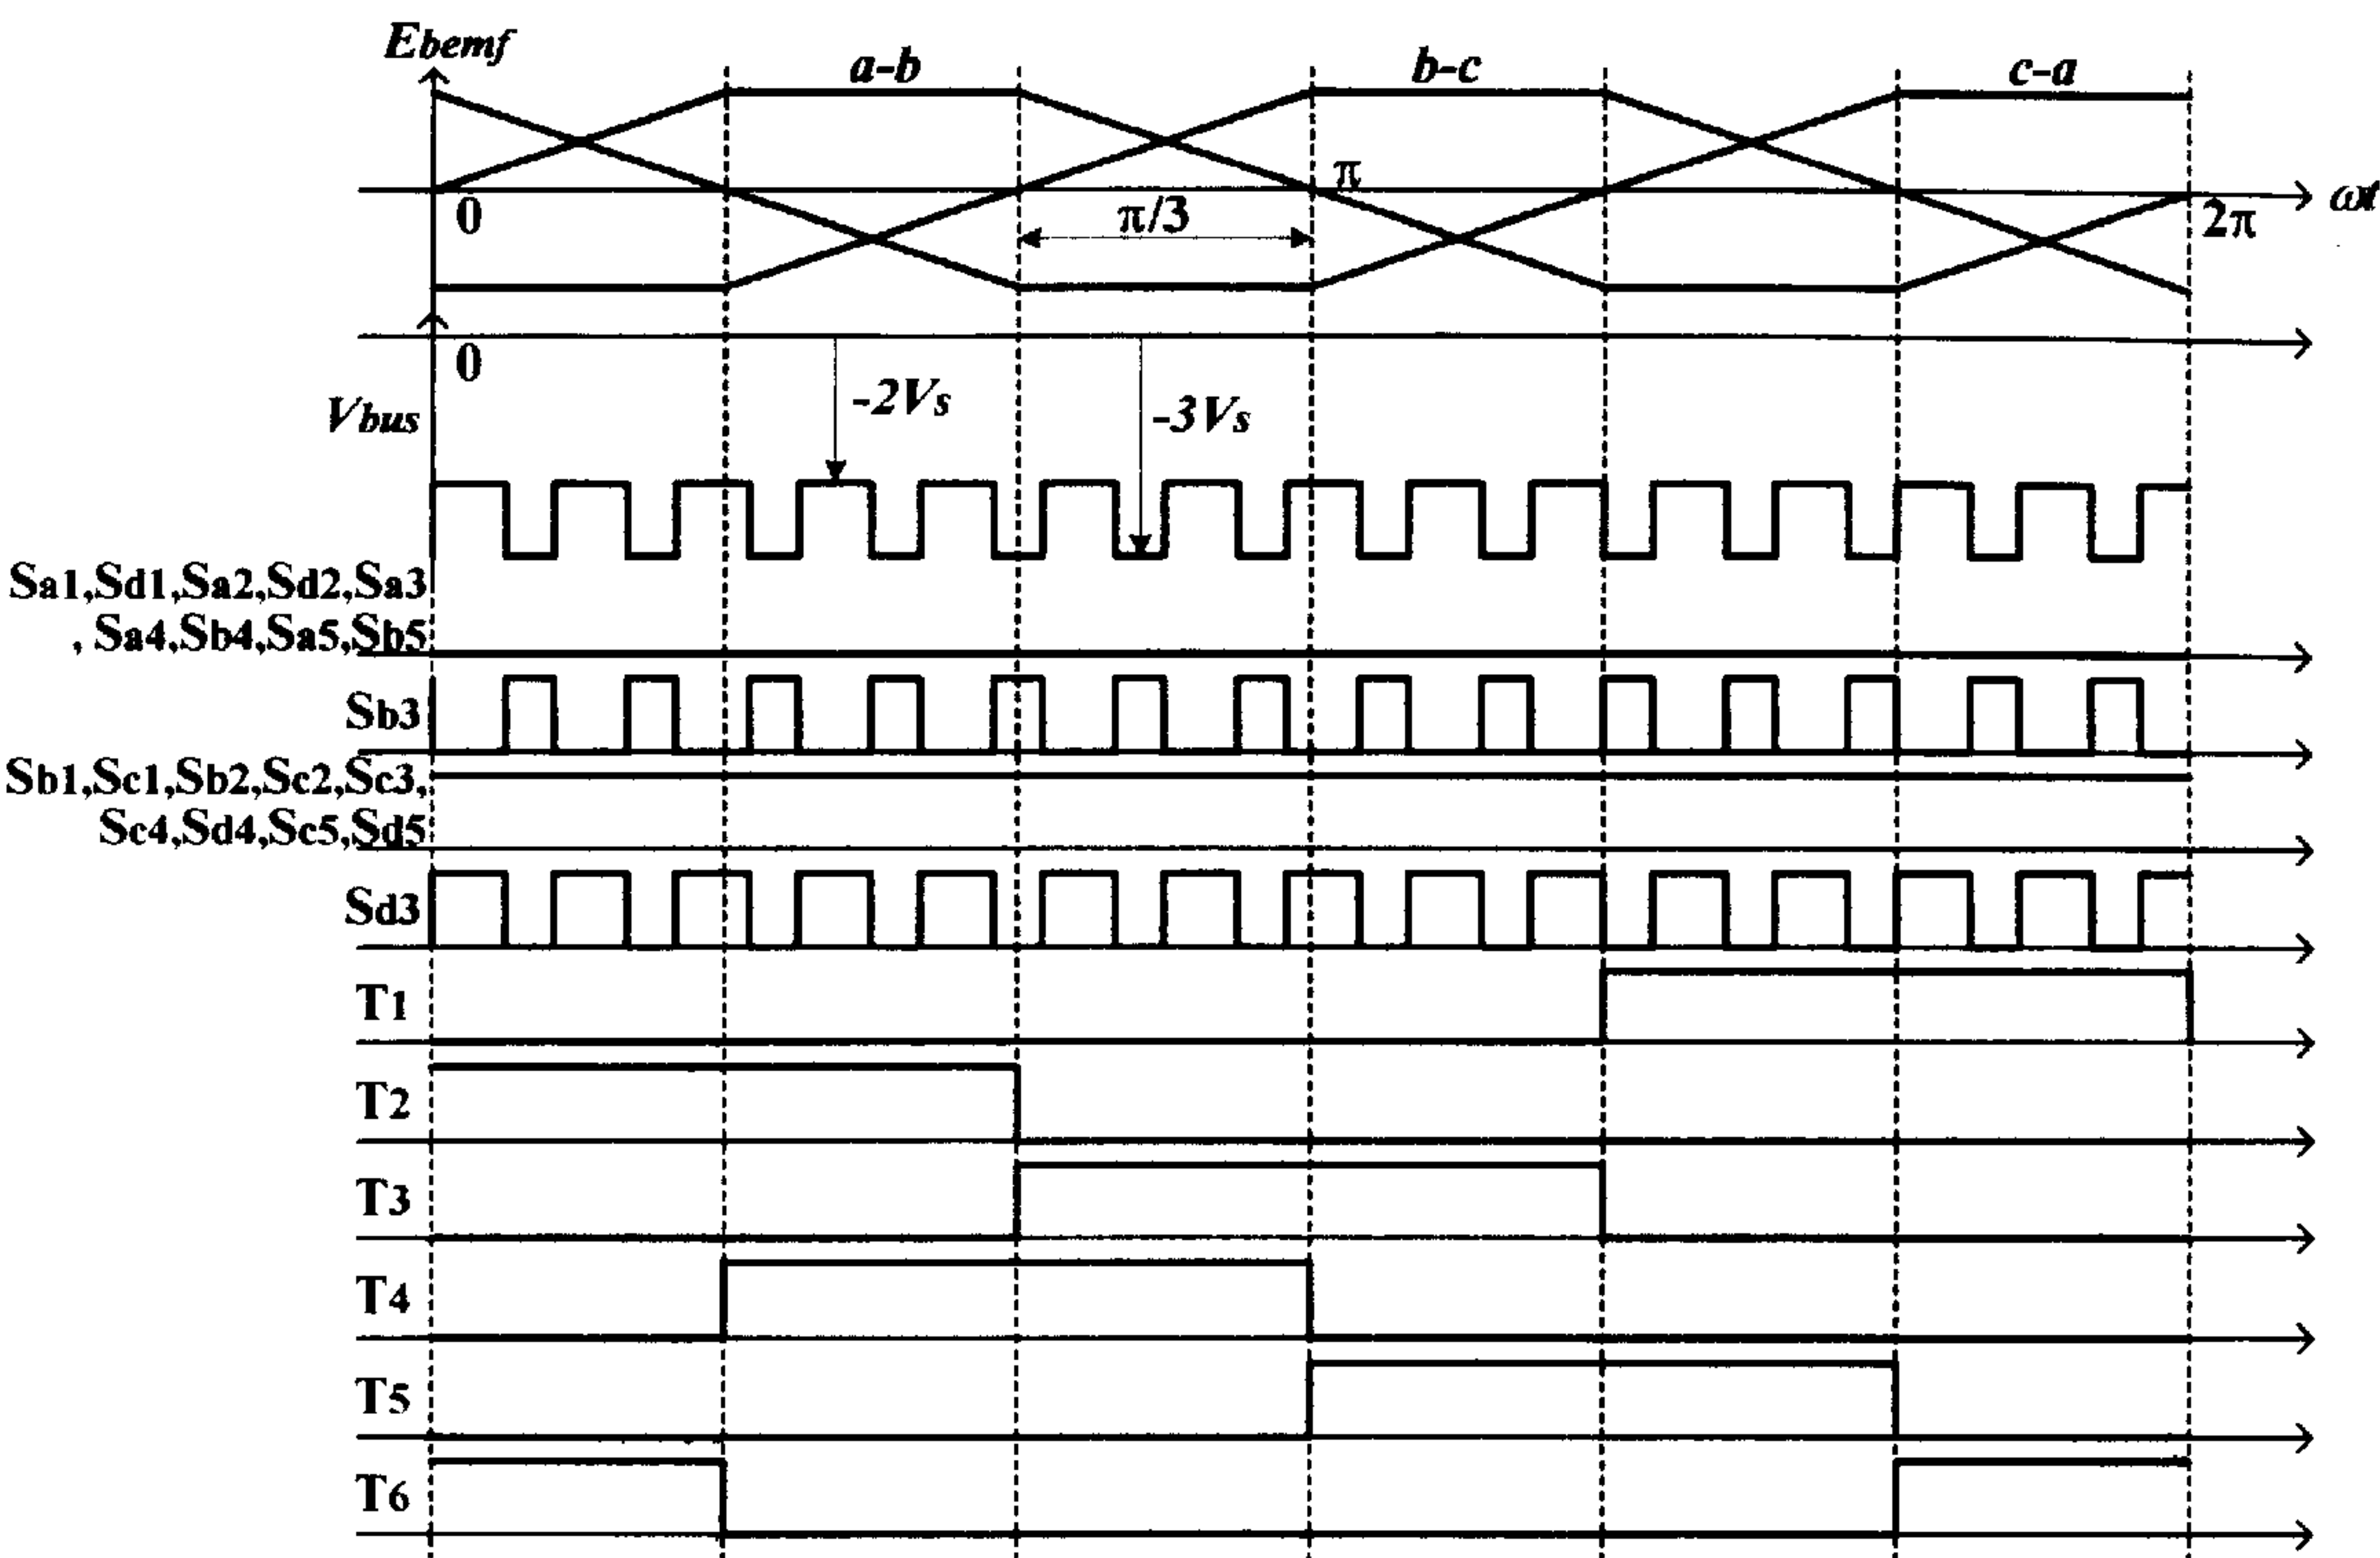 Ebemf
a-b b-c c-a
π
0 π/3 2π ωt
0
Vbus -2Vs -3Vs
Sa1,Sd1,Sa2,Sd2,Sa3
, Sa4,Sb4,Sa5,Sb5
Sb3
Sb1,Sc1,Sb2,Sc2,Sc3,
Sc4,Sd4,Sc5,Sd5
Sd3
T1
T2
T3
T4
T5
T6